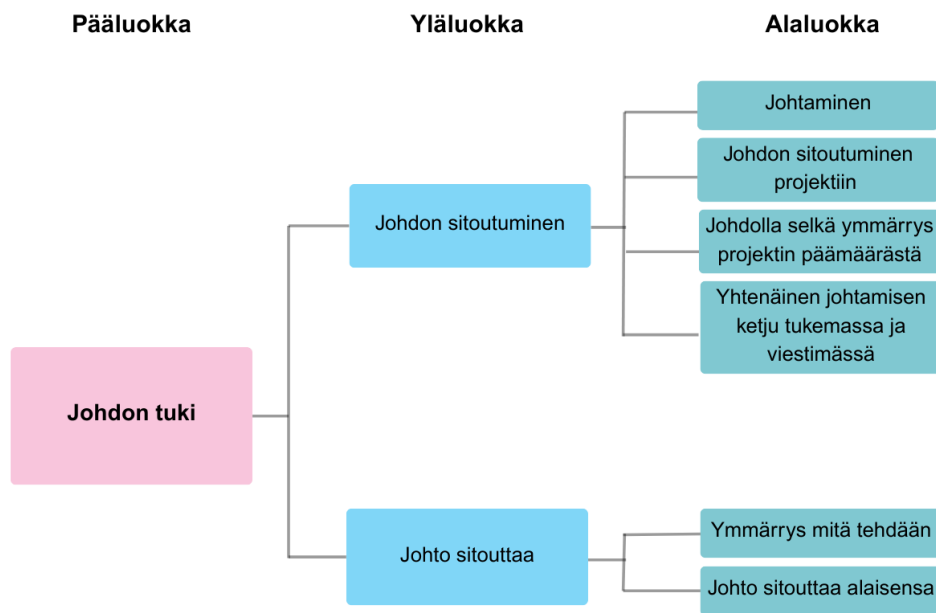 Pääluokka
Yläluokka
Alaluokka
Johtaminen
Johdon sitoutuminen
projektiin
Johdon sitoutuminen
Johdolla selkä ymmärrys
projektin päämäärästä
Yhtenäinen johtamisen
ketju tukemassa ja
viestimässä
Johdon tuki
Johto sitouttaa
Ymmärrys mitä tehdään
Johto sitouttaa alaisensa